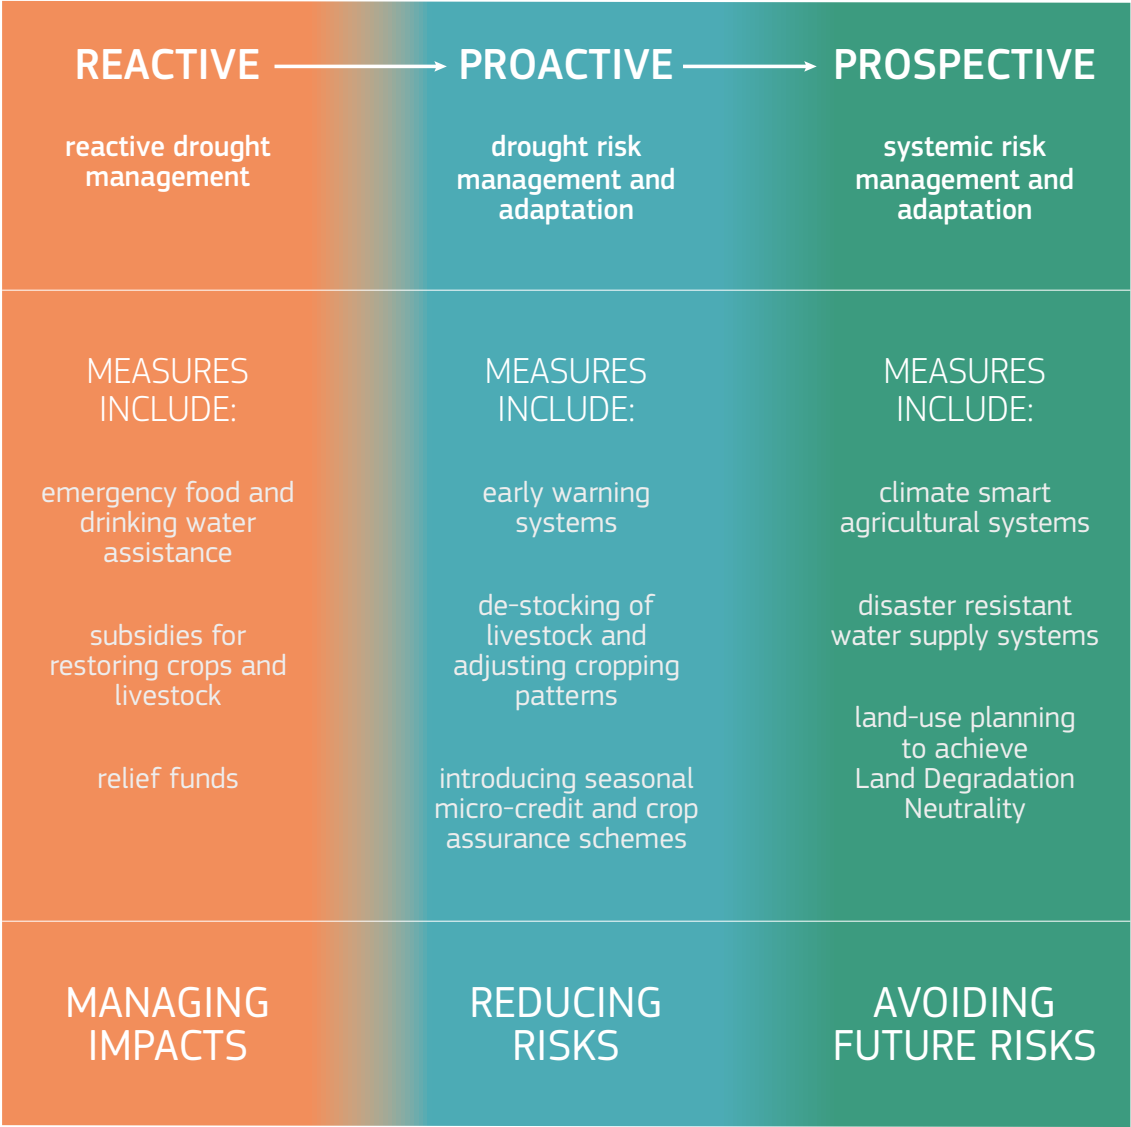 REACTIVE
PROACTIVE
PROSPECTIVE
reactive drought
management
drought risk
management and
adaptation
systemic risk
management and
adaptation
MEASURES
INCLUDE:
emergency food and
drinking water
assistance
subsidies for
restoring crops and
livestock
relief funds
MEASURES
INCLUDE:
early warning
systems
de-stocking of
livestock and
adjusting cropping
patterns
introducing seasonal
micro-credit and crop
assurance schemes
MEASURES
INCLUDE:
climate smart
agricultural systems
disaster resistant
water supply systems
land-use planning
to achieve
Land Degradation
Neutrality
MANAGING
IMPACTS
REDUCING
RISKS
AVOIDING
FUTURE RISKS